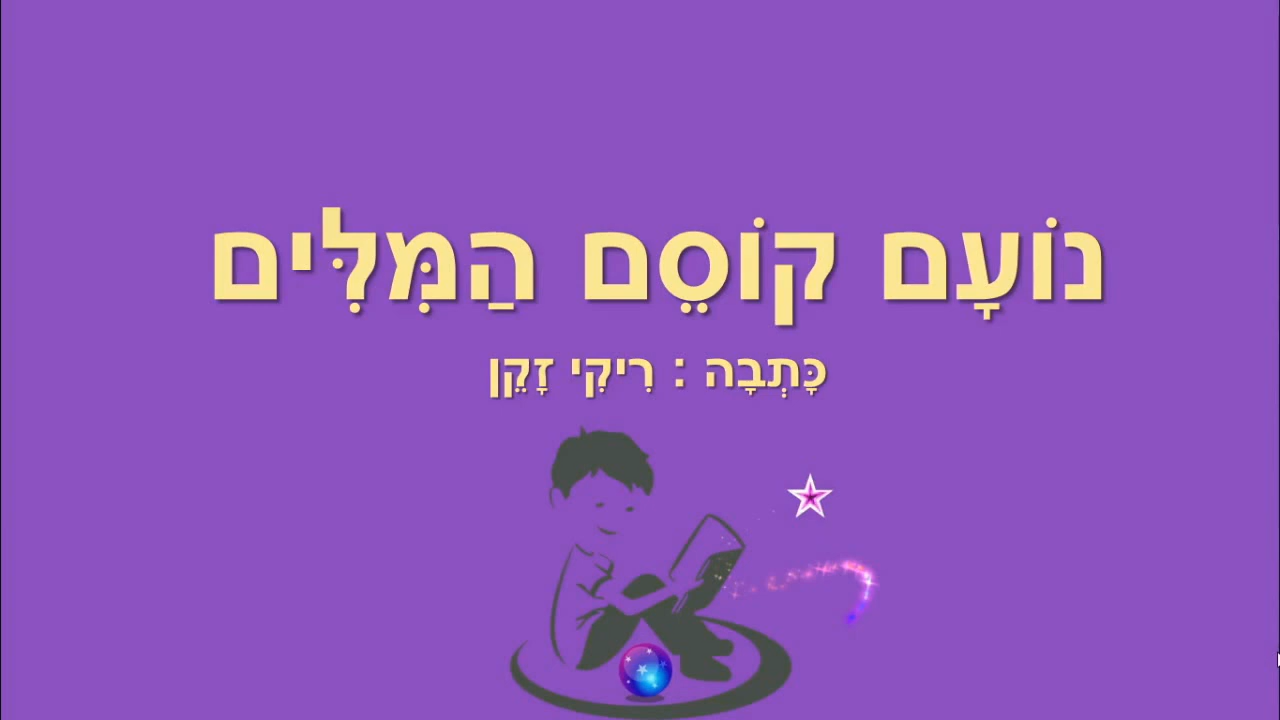 נוֹעָם קוֹסֵם הַמִּלִּים
כָּתְבָה : רִיקִי זָקֵן